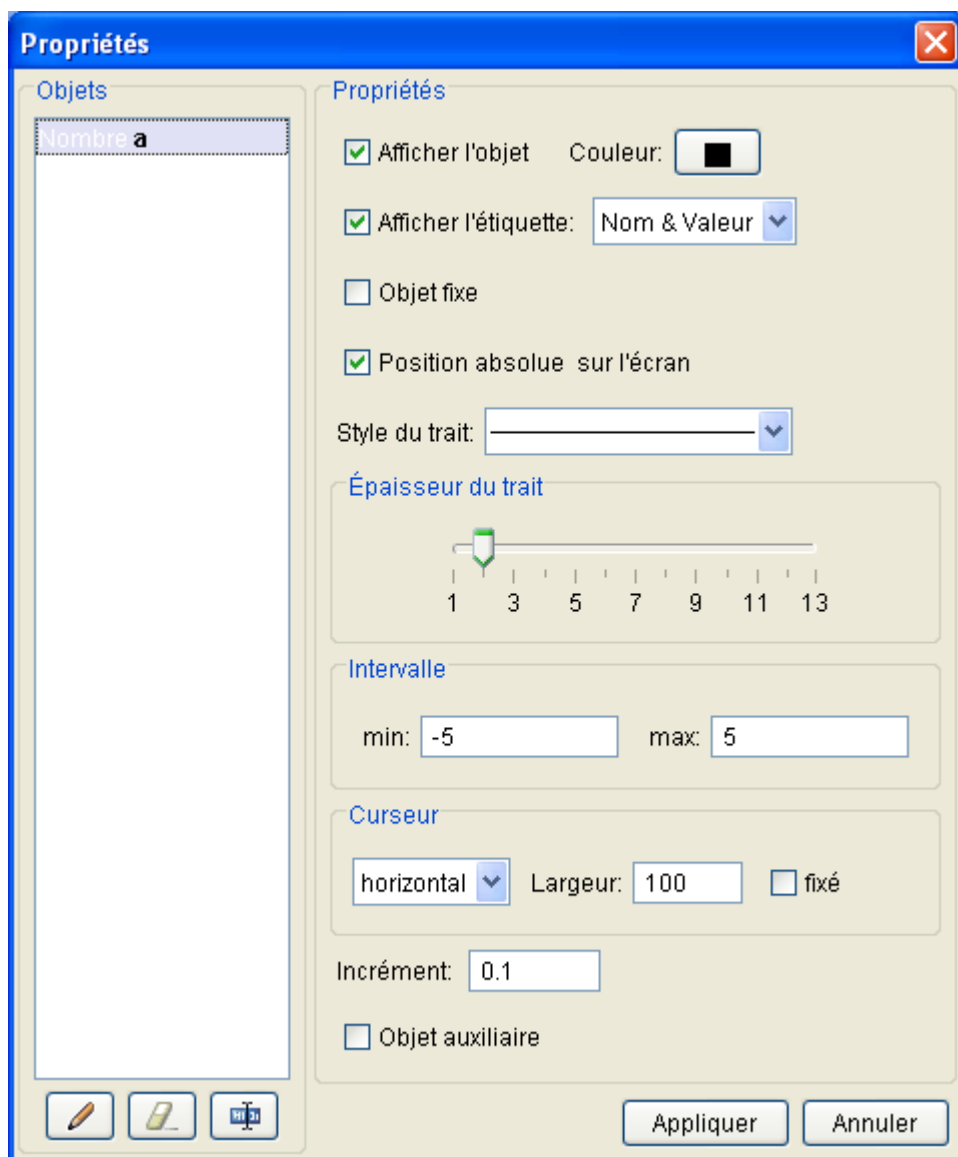 Propriétés
Objets
Nombre a
Propriétés
Afficher l'objet Couleur:
Afficher l'étiquette: Nom & Valeur
Objet fixe
Position absolue sur l'écran
Style du trait:
Épaisseur du trait
1 3 5 7 9 11 13
Intervalle
min: -5 max: 5
Curseur
horizontal Largeur: 100 fixé
Incrément: 0.1
Objet auxiliaire
Appliquer Annuler